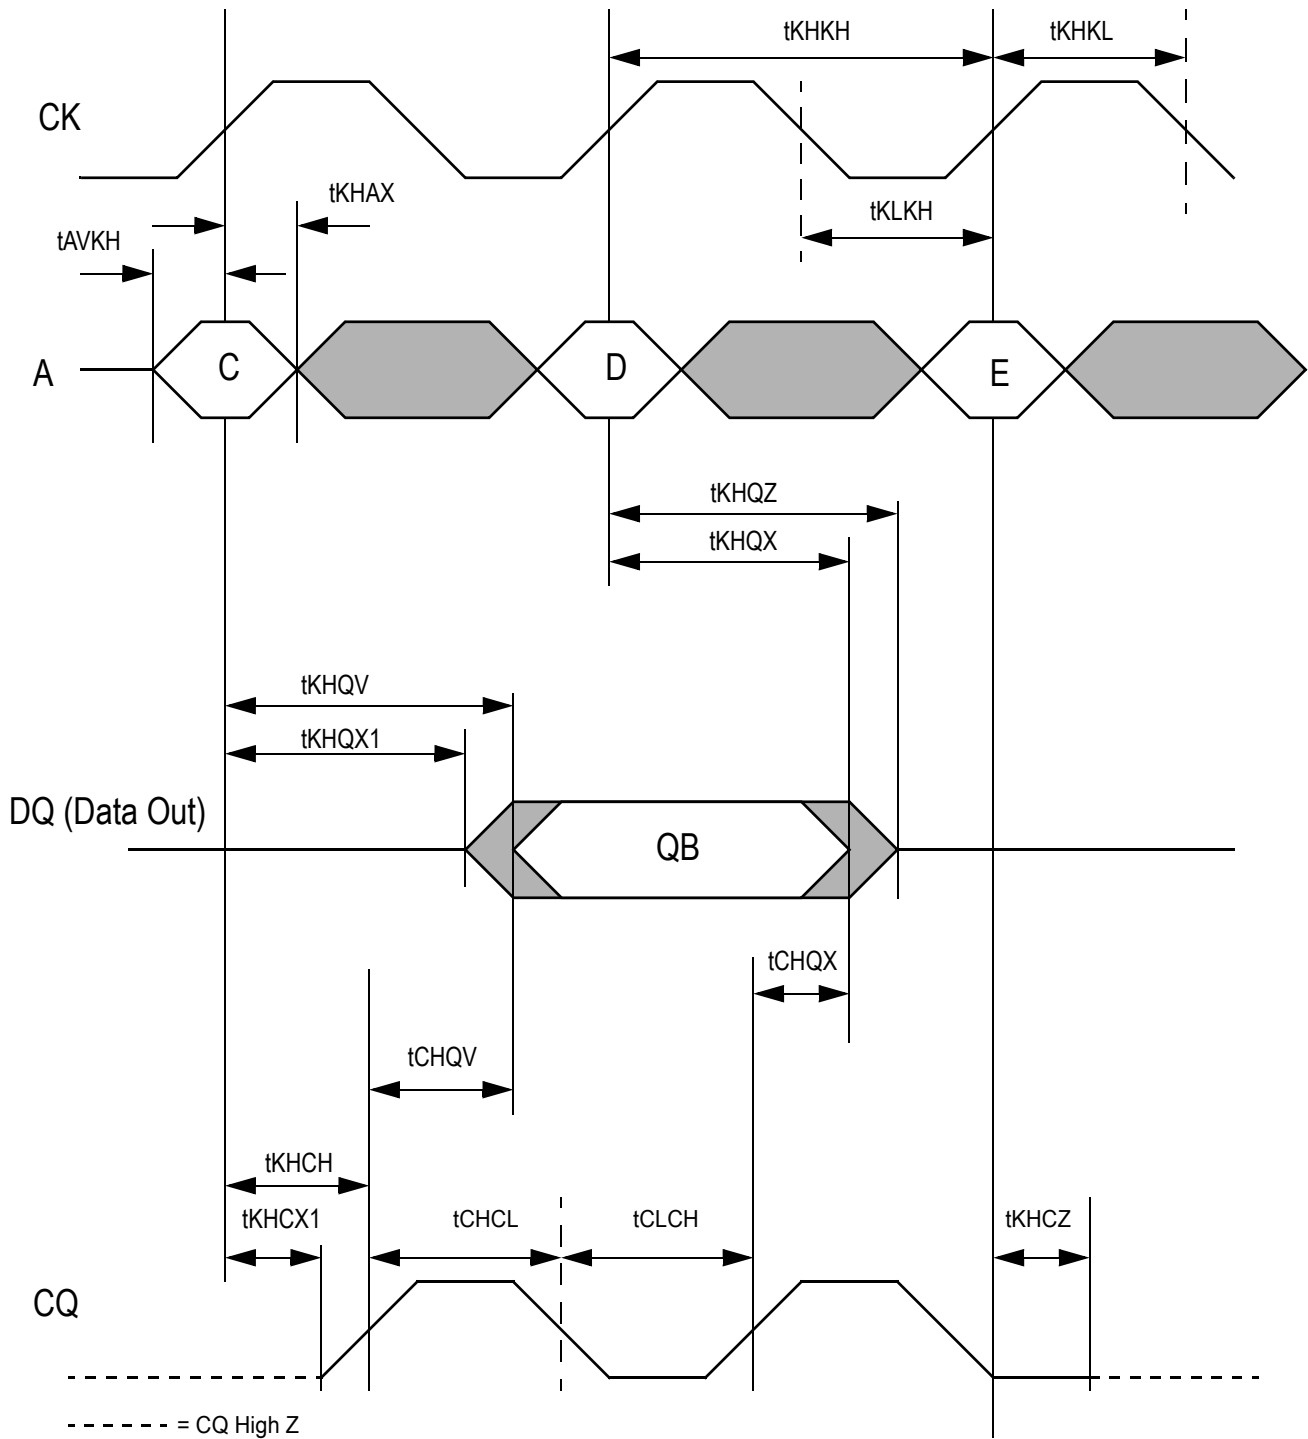 tKHKH
tKHKL
CK
tKHAX
tKLKH
tAVKH
A
C
D
E
tKHQZ
tKHQX
tKHQV
tKHQX1
DQ (Data Out)
QB
tCHQX
tCHQV
tKHCH
tKHCX1
tCHCL
tCLCH
tKHCZ
CQ
= CQ High Z